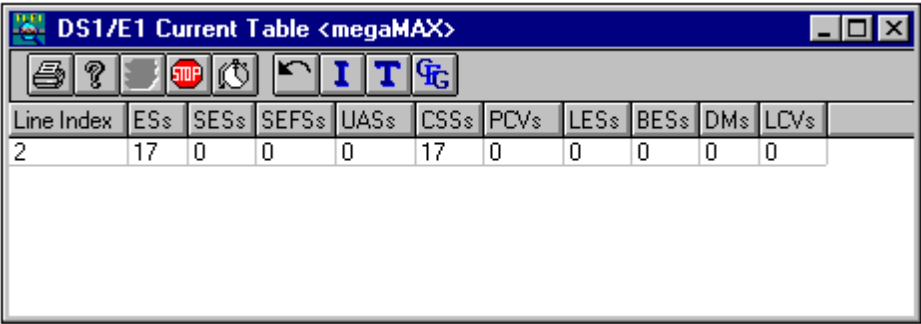 DS1/E1 Current Table <megaMAX>
? STOP I T CFG
Line Index ESs SESs SEFSs UASs CSSs PCVs LESs BESs DMs LCVs
2 17 0 0 0 17 0 0 0 0 0